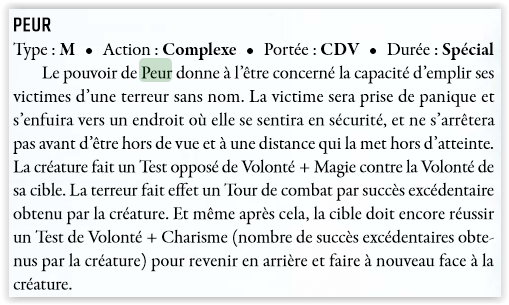 PEUR
Type : M • Action : Complexe • Portée : CDV • Durée : Spécial
Le pouvoir de Peur donne à l’être concerné la capacité d’emplir ses
victimes d’une terreur sans nom. La victime sera prise de panique et
s’enfuira vers un endroit où elle se sentira en sécurité, et ne s’arrêtera
pas avant d’être hors de vue et à une distance qui la met hors d’atteinte.
La créature fait un Test opposé de Volonté + Magie contre la Volonté de
sa cible. La terreur fait effet un Tour de combat par succès excédentaire
obtenu par la créature. Et même après cela, la cible doit encore réussir
un Test de Volonté + Charisme (nombre de succès excédentaires obte-
nus par la créature) pour revenir en arrière et faire à nouveau face à la
créature.